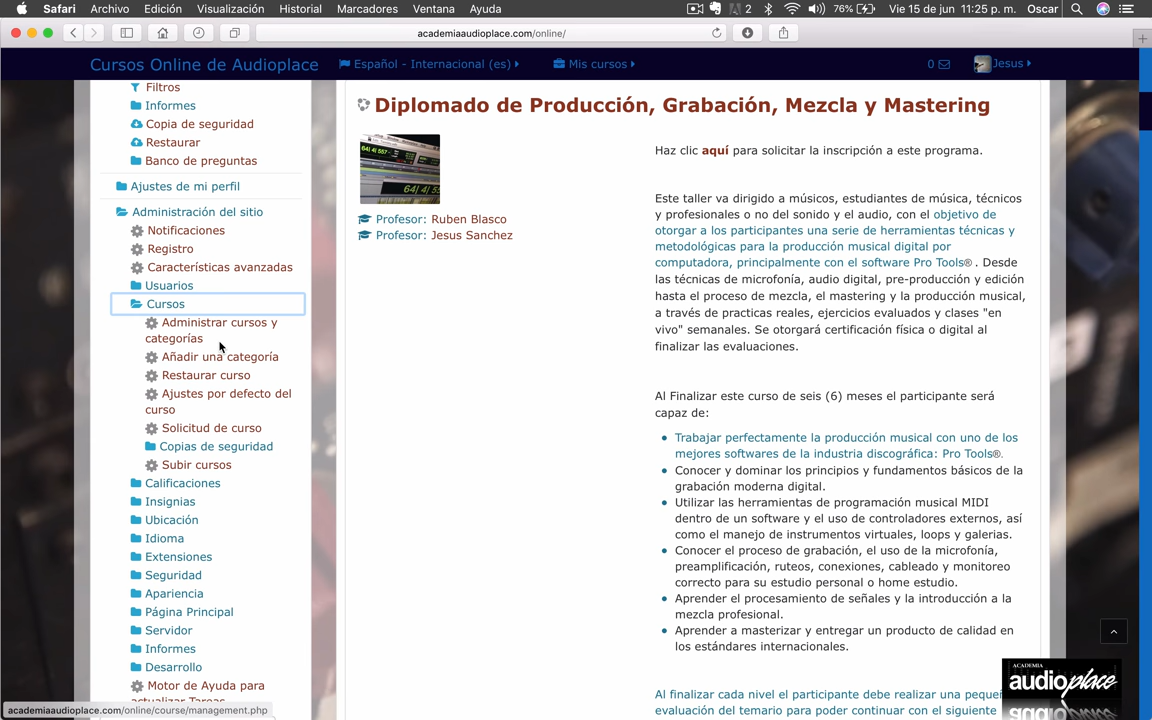 Safari Archivo Edición Visualización Historial Marcadores Ventana Ayuda 2 76% Vie 15 de jun 11:25 p. m. Oscar
academiaaudioplace.com/online/
Cursos Online de Audioplace Español - Internacional (es) Mis cursos 0 Jesus
Filtros
Informes
Copia de seguridad
Restaurar
Banco de preguntas
Ajustes de mi perfil
Administración del sitio
Notificaciones
Registro
Características avanzadas
Usuarios
Cursos
Administrar cursos y
categorías
Añadir una categoría
Restaurar curso
Ajustes por defecto del
curso
Solicitud de curso
Copias de seguridad
Subir cursos
Calificaciones
Insignias
Ubicación
Idioma
Extensiones
Seguridad
Apariencia
Página Principal
Servidor
Informes
Desarrollo
Motor de Ayuda para
actualizar Tareas
academiaaudioplace.com/online/course/management.php
Diplomado de Producción, Grabación, Mezcla y Mastering
64| 4| 557
64| 4| 5
Profesor: Ruben Blasco
Profesor: Jesus Sanchez
Haz clic aquí para solicitar la inscripción a este programa.
Este taller va dirigido a músicos, estudiantes de música, técnicos
y profesionales o no del sonido y el audio, con el objetivo de
otorgar a los participantes una serie de herramientas técnicas y
metodológicas para la producción musical digital por
computadora, principalmente con el software Pro Tools® . Desde
las técnicas de microfonía, audio digital, pre-producción y edición
hasta el proceso de mezcla, el mastering y la producción musical,
a través de practicas reales, ejercicios evaluados y clases "en
vivo" semanales. Se otorgará certificación física o digital al
finalizar las evaluaciones.
Al Finalizar este curso de seis (6) meses el participante será
capaz de:
Trabajar perfectamente la producción musical con uno de los
mejores softwares de la industria discográfica: Pro Tools®.
Conocer y dominar los principios y fundamentos básicos de la
grabación moderna digital.
Utilizar las herramientas de programación musical MIDI
dentro de un software y el uso de controladores externos, así
como el manejo de instrumentos virtuales, loops y galerias.
Conocer el proceso de grabación, el uso de la microfonía,
preamplificación, ruteos, conexiones, cableado y monitoreo
correcto para su estudio personal o home estudio.
Aprender el procesamiento de señales y la introducción a la
mezcla profesional.
Aprender a masterizar y entregar un producto de calidad en
los estándares internacionales.
Al finalizar cada nivel el participante debe realizar una peque
evaluación del temario para poder continuar con el siguiente
ACADEMIA
audioplace